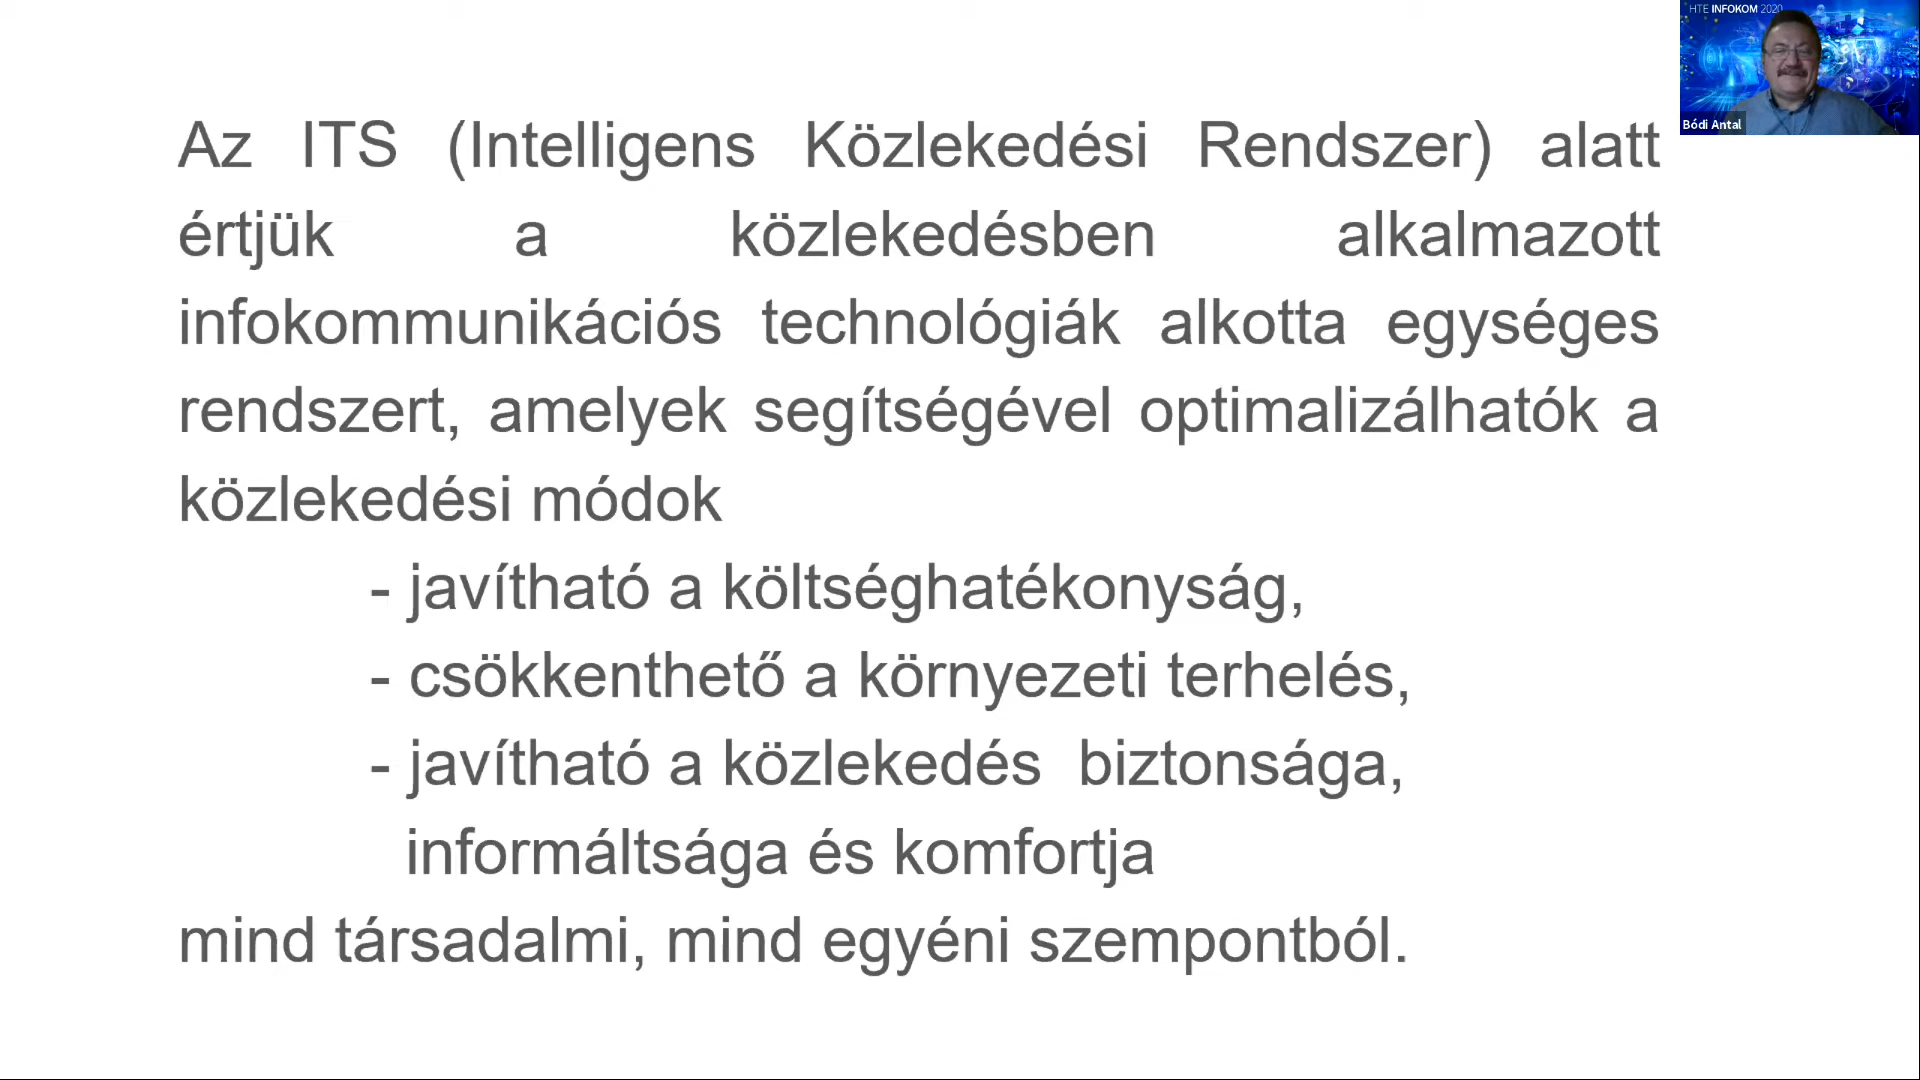 HTE INFOKOM 2020
Bódi Antal
Az ITS (Intelligens Közlekedési Rendszer) alatt
értjük a közlekedésben alkalmazott
infokommunikációs technológiák alkotta egységes
rendszert, amelyek segítségével optimalizálhatók a
közlekedési módok
- javítható a költséghatékonyság,
- csökkenthető a környezeti terhelés,
- javítható a közlekedés  biztonsága,
informáltsága és komfortja
mind társadalmi, mind egyéni szempontból.